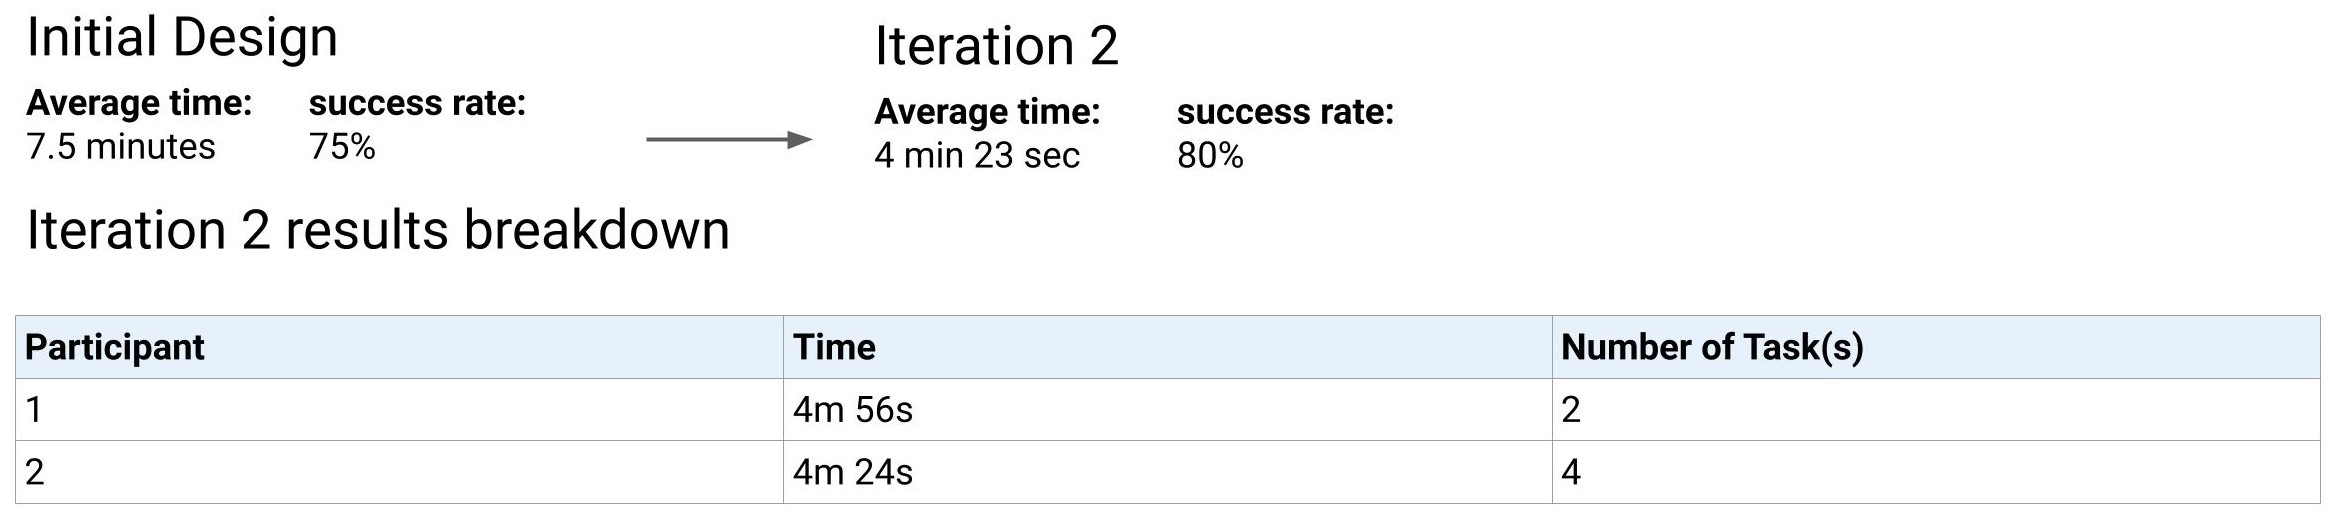 Initial Design
Average time: success rate:
7.5 minutes 75%
Iteration 2
Average time: success rate:
4 min 23 sec 80%
Iteration 2 results breakdown
Participant Time Number of Task(s)
1 4m 56s 2
2 4m 24s 4